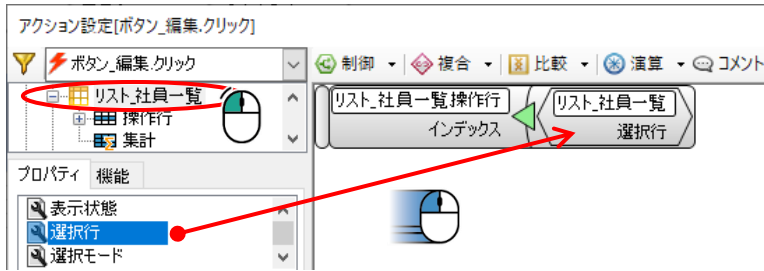 アクション設定[ボタン_編集.クリック]
ボタン_編集.クリック
制御 複合 比較 演算 コメント
リスト_社員一覧
操作行
集計
リスト_社員一覧操作行
インデックス
リスト_社員一覧
選択行
プロパティ 機能
表示状態
選択行
選択モード